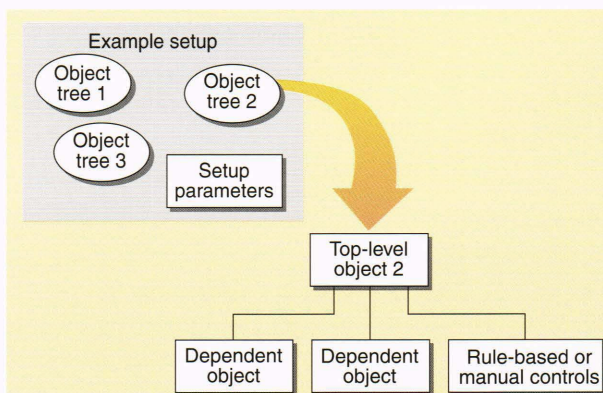 Example setup
Object
tree 1
Object
tree 2
Object
tree 3
Setup
parameters
Top-level
object 2
Dependent
object
Dependent
object
Rule-based or
manual controls